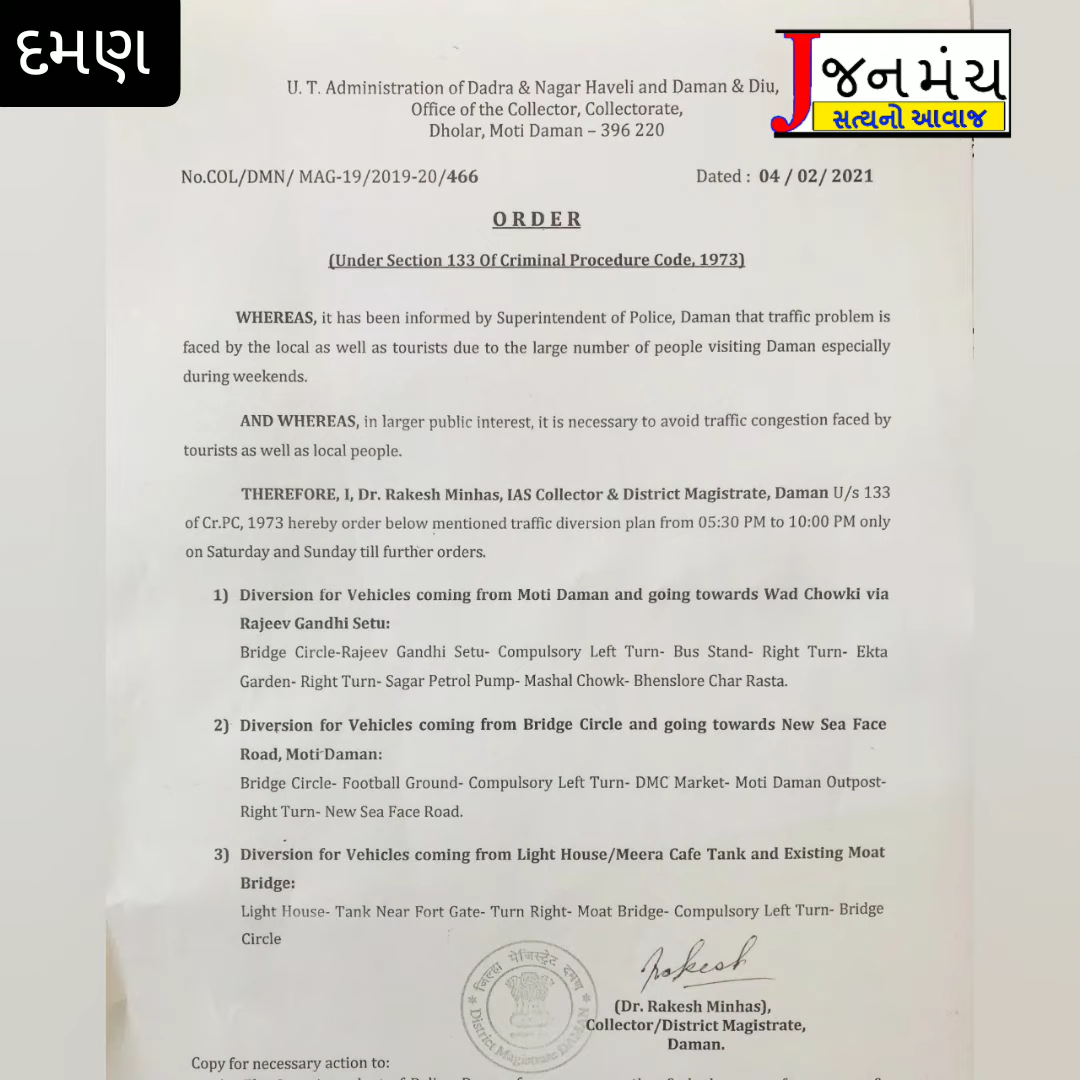 દમણ
J જન મંચ
સત્યનો આવાજ
U. T. Administration of Dadra & Nagar Haveli and Daman & Diu,
Office of the Collector, Collectorate,
Dholar, Moti Daman – 396 220
No.COL/DMN/ MAG-19/2019-20/466 Dated : 04 / 02/ 2021
ORDER
(Under Section 133 Of Criminal Procedure Code, 1973)
WHEREAS, it has been informed by Superintendent of Police, Daman that traffic problem is
faced by the local as well as tourists due to the large number of people visiting Daman especially
during weekends.
AND WHEREAS, in larger public interest, it is necessary to avoid traffic congestion faced by
tourists as well as local people.
THEREFORE, I, Dr. Rakesh Minhas, IAS Collector & District Magistrate, Daman U/s 133
of Cr.PC, 1973 hereby order below mentioned traffic diversion plan from 05:30 PM to 10:00 PM only
on Saturday and Sunday till further orders.
1) Diversion for Vehicles coming from Moti Daman and going towards Wad Chowki via
Rajeev Gandhi Setu:
Bridge Circle-Rajeev Gandhi Setu- Compulsory Left Turn- Bus Stand- Right Turn- Ekta
Garden- Right Turn- Sagar Petrol Pump- Mashal Chowk- Bhenslore Char Rasta.
2) Diversion for Vehicles coming from Bridge Circle and going towards New Sea Face
Road, Moti Daman:
Bridge Circle- Football Ground- Compulsory Left Turn- DMC Market- Moti Daman Outpost-
Right Turn- New Sea Face Road.
3) Diversion for Vehicles coming from Light House/Meera Cafe Tank and Existing Moat
Bridge:
Light House- Tank Near Fort Gate- Turn Right- Moat Bridge- Compulsory Left Turn- Bridge
Circle
जिल्हा मेजिस्ट्रेट दमण
District Magistrate DAMAN
Rakesh
(Dr. Rakesh Minhas),
Collector/District Magistrate,
Daman.
Copy for necessary action to: